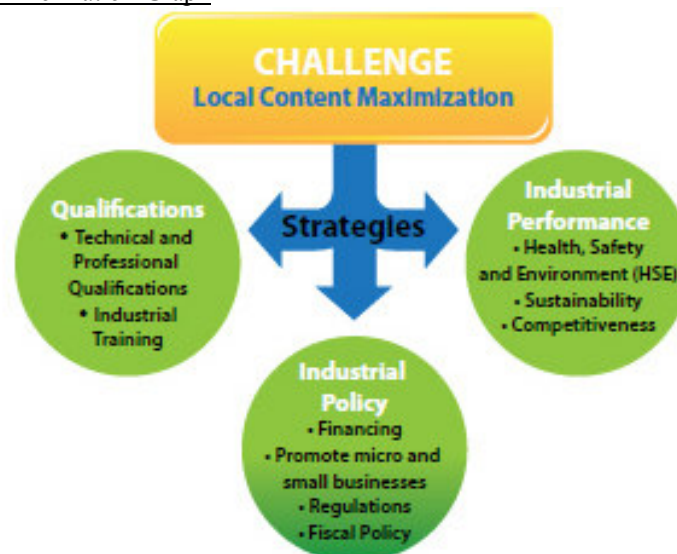 CHALLENGE
Local Content Maximization
Strategies
Qualifications
• Technical and
Professional
Qualifications
• Industrial
Training
Industrial
Performance
• Health, Safety
and Environment (HSE)
• Sustainability
• Competitiveness
Industrial
Policy
• Financing
• Promote micro and
small businesses
• Regulations
• Fiscal Policy